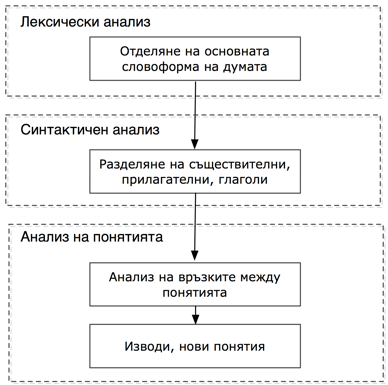 Лексически анализ
Отделяне на основната
словоформа на думата
Синтактичен анализ
Разделяне на съществителни,
прилагателни, глаголи
Анализ на понятията
Анализ на връзките между
понятията
Изводи, нови понятия